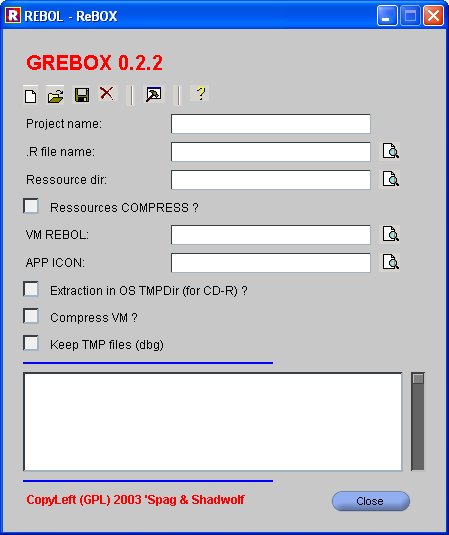 REBOL - ReBOX
GREBOX 0.2.2
Project name:
.R file name:
Ressource dir:
Ressources COMPRESS ?
VM REBOL:
APP ICON:
Extraction in OS TMPDir (for CD-R) ?
Compress VM ?
Keep TMP files (dbg)
CopyLeft (GPL) 2003 'Spag & Shadwolf
Close